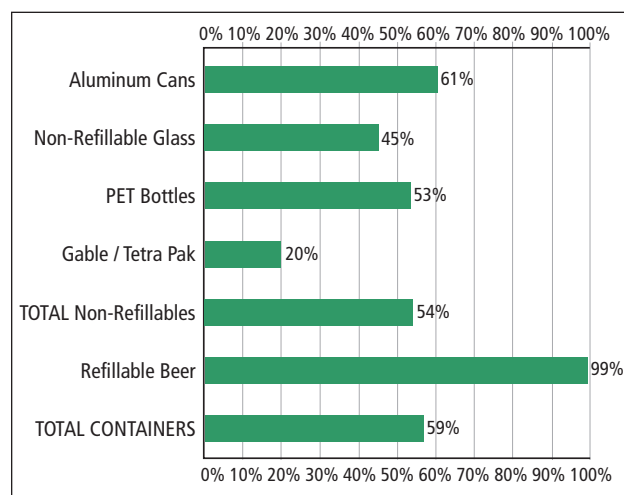 0% 10% 20% 30% 40% 50% 60% 70% 80% 90% 100%
Aluminum Cans 61%
Non-Refillable Glass 45%
PET Bottles 53%
Gable / Tetra Pak 20%
TOTAL Non-Refillables 54%
Refillable Beer 99%
TOTAL CONTAINERS 59%
0% 10% 20% 30% 40% 50% 60% 70% 80% 90% 100%